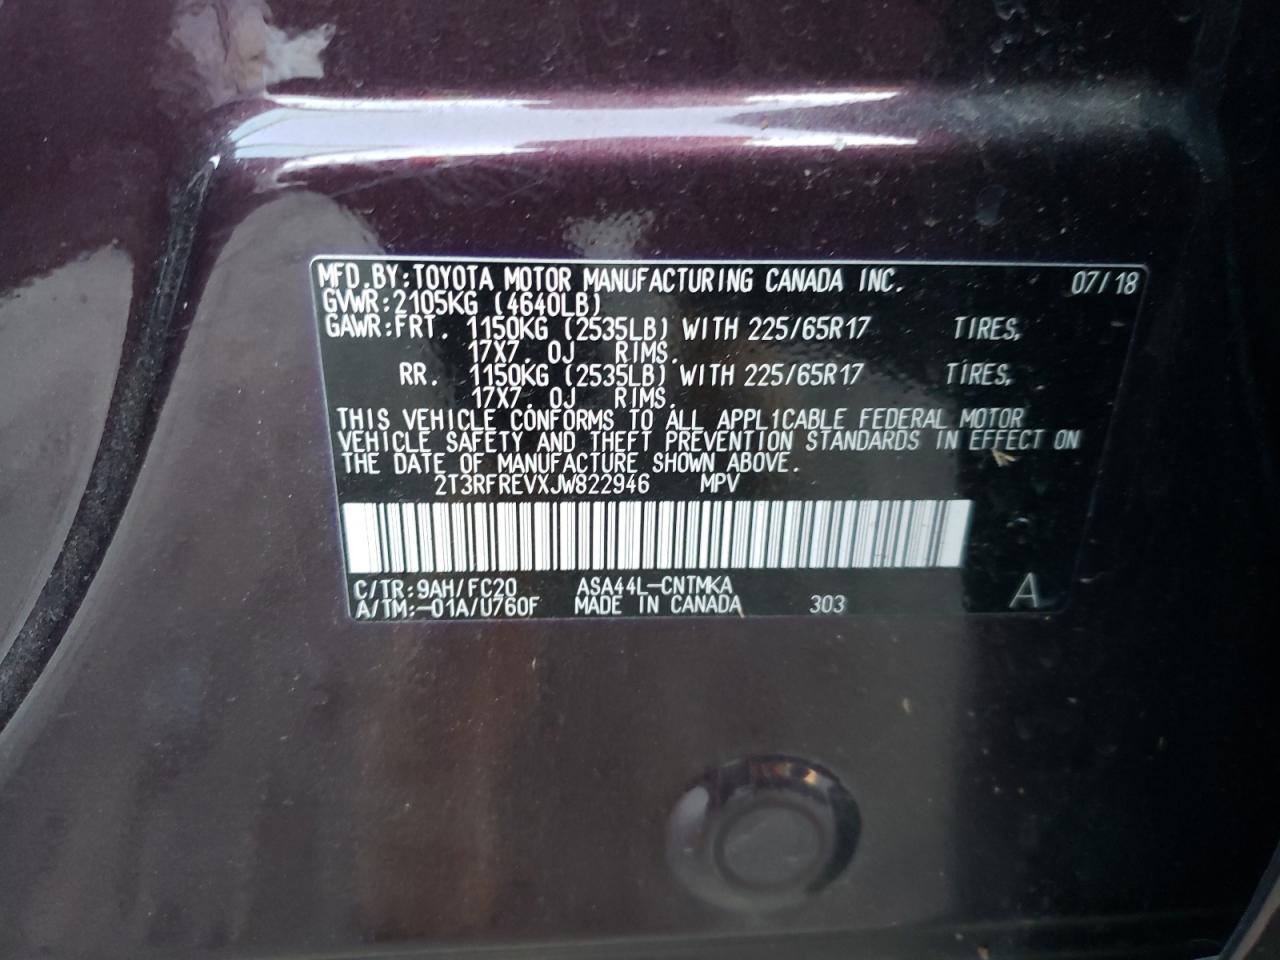 MFD.BY:TOYOTA MOTOR MANUFACTURING CANADA INC. 07/18
GVWR:2105KG (4640LB)
GAWR:FRT. 1150KG (2535LB) WITH 225/65R17 TIRES,
17X7.0J RIMS.
RR. 1150KG (2535LB) WITH 225/65R17 TIRES,
17X7.0J RIMS.
THIS VEHICLE CONFORMS TO ALL APPLICABLE FEDERAL MOTOR
VEHICLE SAFETY AND THEFT PREVENTION STANDARDS IN EFFECT ON
THE DATE OF MANUFACTURE SHOWN ABOVE.
2T3RFREVXJW822946 MPV
C/TR:9AH/FC20 ASA44L-CNTMKA
A/TM:-01A/U760F MADE IN CANADA 303 A